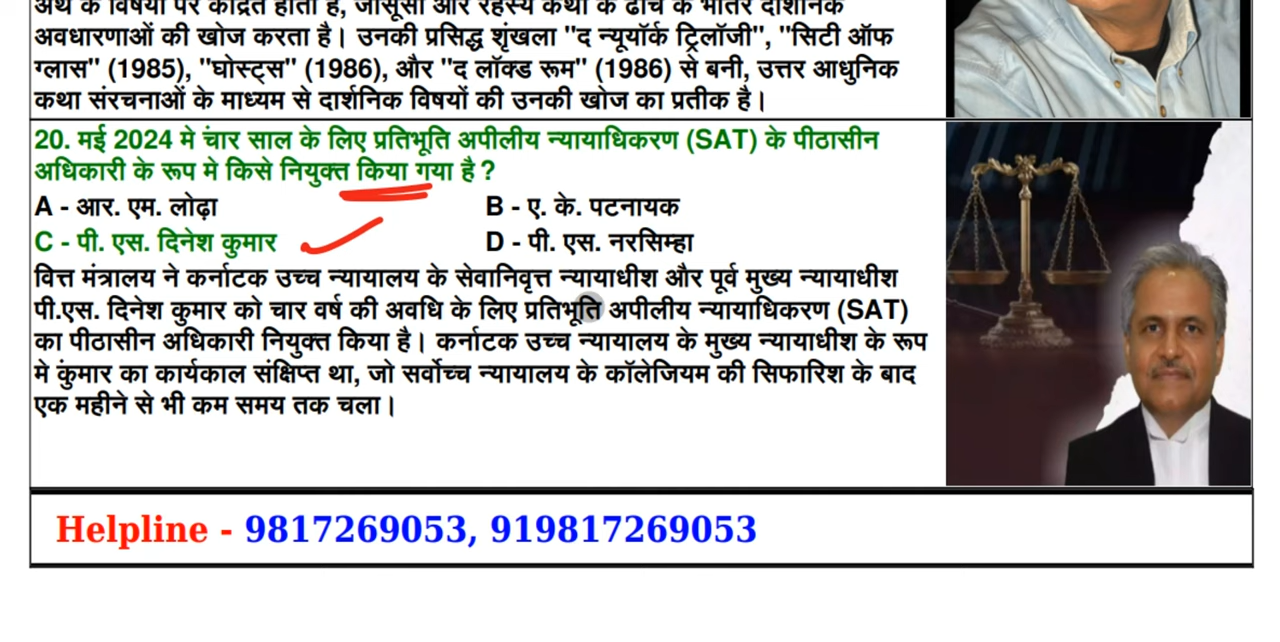 अर्थ के विषयों पर केंद्रित होता है, जासूसी और रहस्य कथा के ढांचे के भीतर दार्शनिक
अवधारणाओं की खोज करता है। उनकी प्रसिद्ध शृंखला "द न्यूयॉर्क ट्रिलॉजी", "सिटी ऑफ
ग्लास" (1985), "घोस्ट्स" (1986), और "द लॉक्ड रूम" (1986) से बनी, उत्तर आधुनिक
कथा संरचनाओं के माध्यम से दार्शनिक विषयों की उनकी खोज का प्रतीक है।
20. मई 2024 मे चार साल के लिए प्रतिभूति अपीलीय न्यायाधिकरण (SAT) के पीठासीन
अधिकारी के रूप मे किसे नियुक्त किया गया है ?
A - आर. एम. लोढ़ा B - ए. के. पटनायक
C - पी. एस. दिनेश कुमार D - पी. एस. नरसिम्हा
वित्त मंत्रालय ने कर्नाटक उच्च न्यायालय के सेवानिवृत्त न्यायाधीश और पूर्व मुख्य न्यायाधीश
पी.एस. दिनेश कुमार को चार वर्ष की अवधि के लिए प्रतिभूति अपीलीय न्यायाधिकरण (SAT)
का पीठासीन अधिकारी नियुक्त किया है। कर्नाटक उच्च न्यायालय के मुख्य न्यायाधीश के रूप
मे कुमार का कार्यकाल संक्षिप्त था, जो सर्वोच्च न्यायालय के कॉलेजियम की सिफारिश के बाद
एक महीने से भी कम समय तक चला।
Helpline - 9817269053, 919817269053